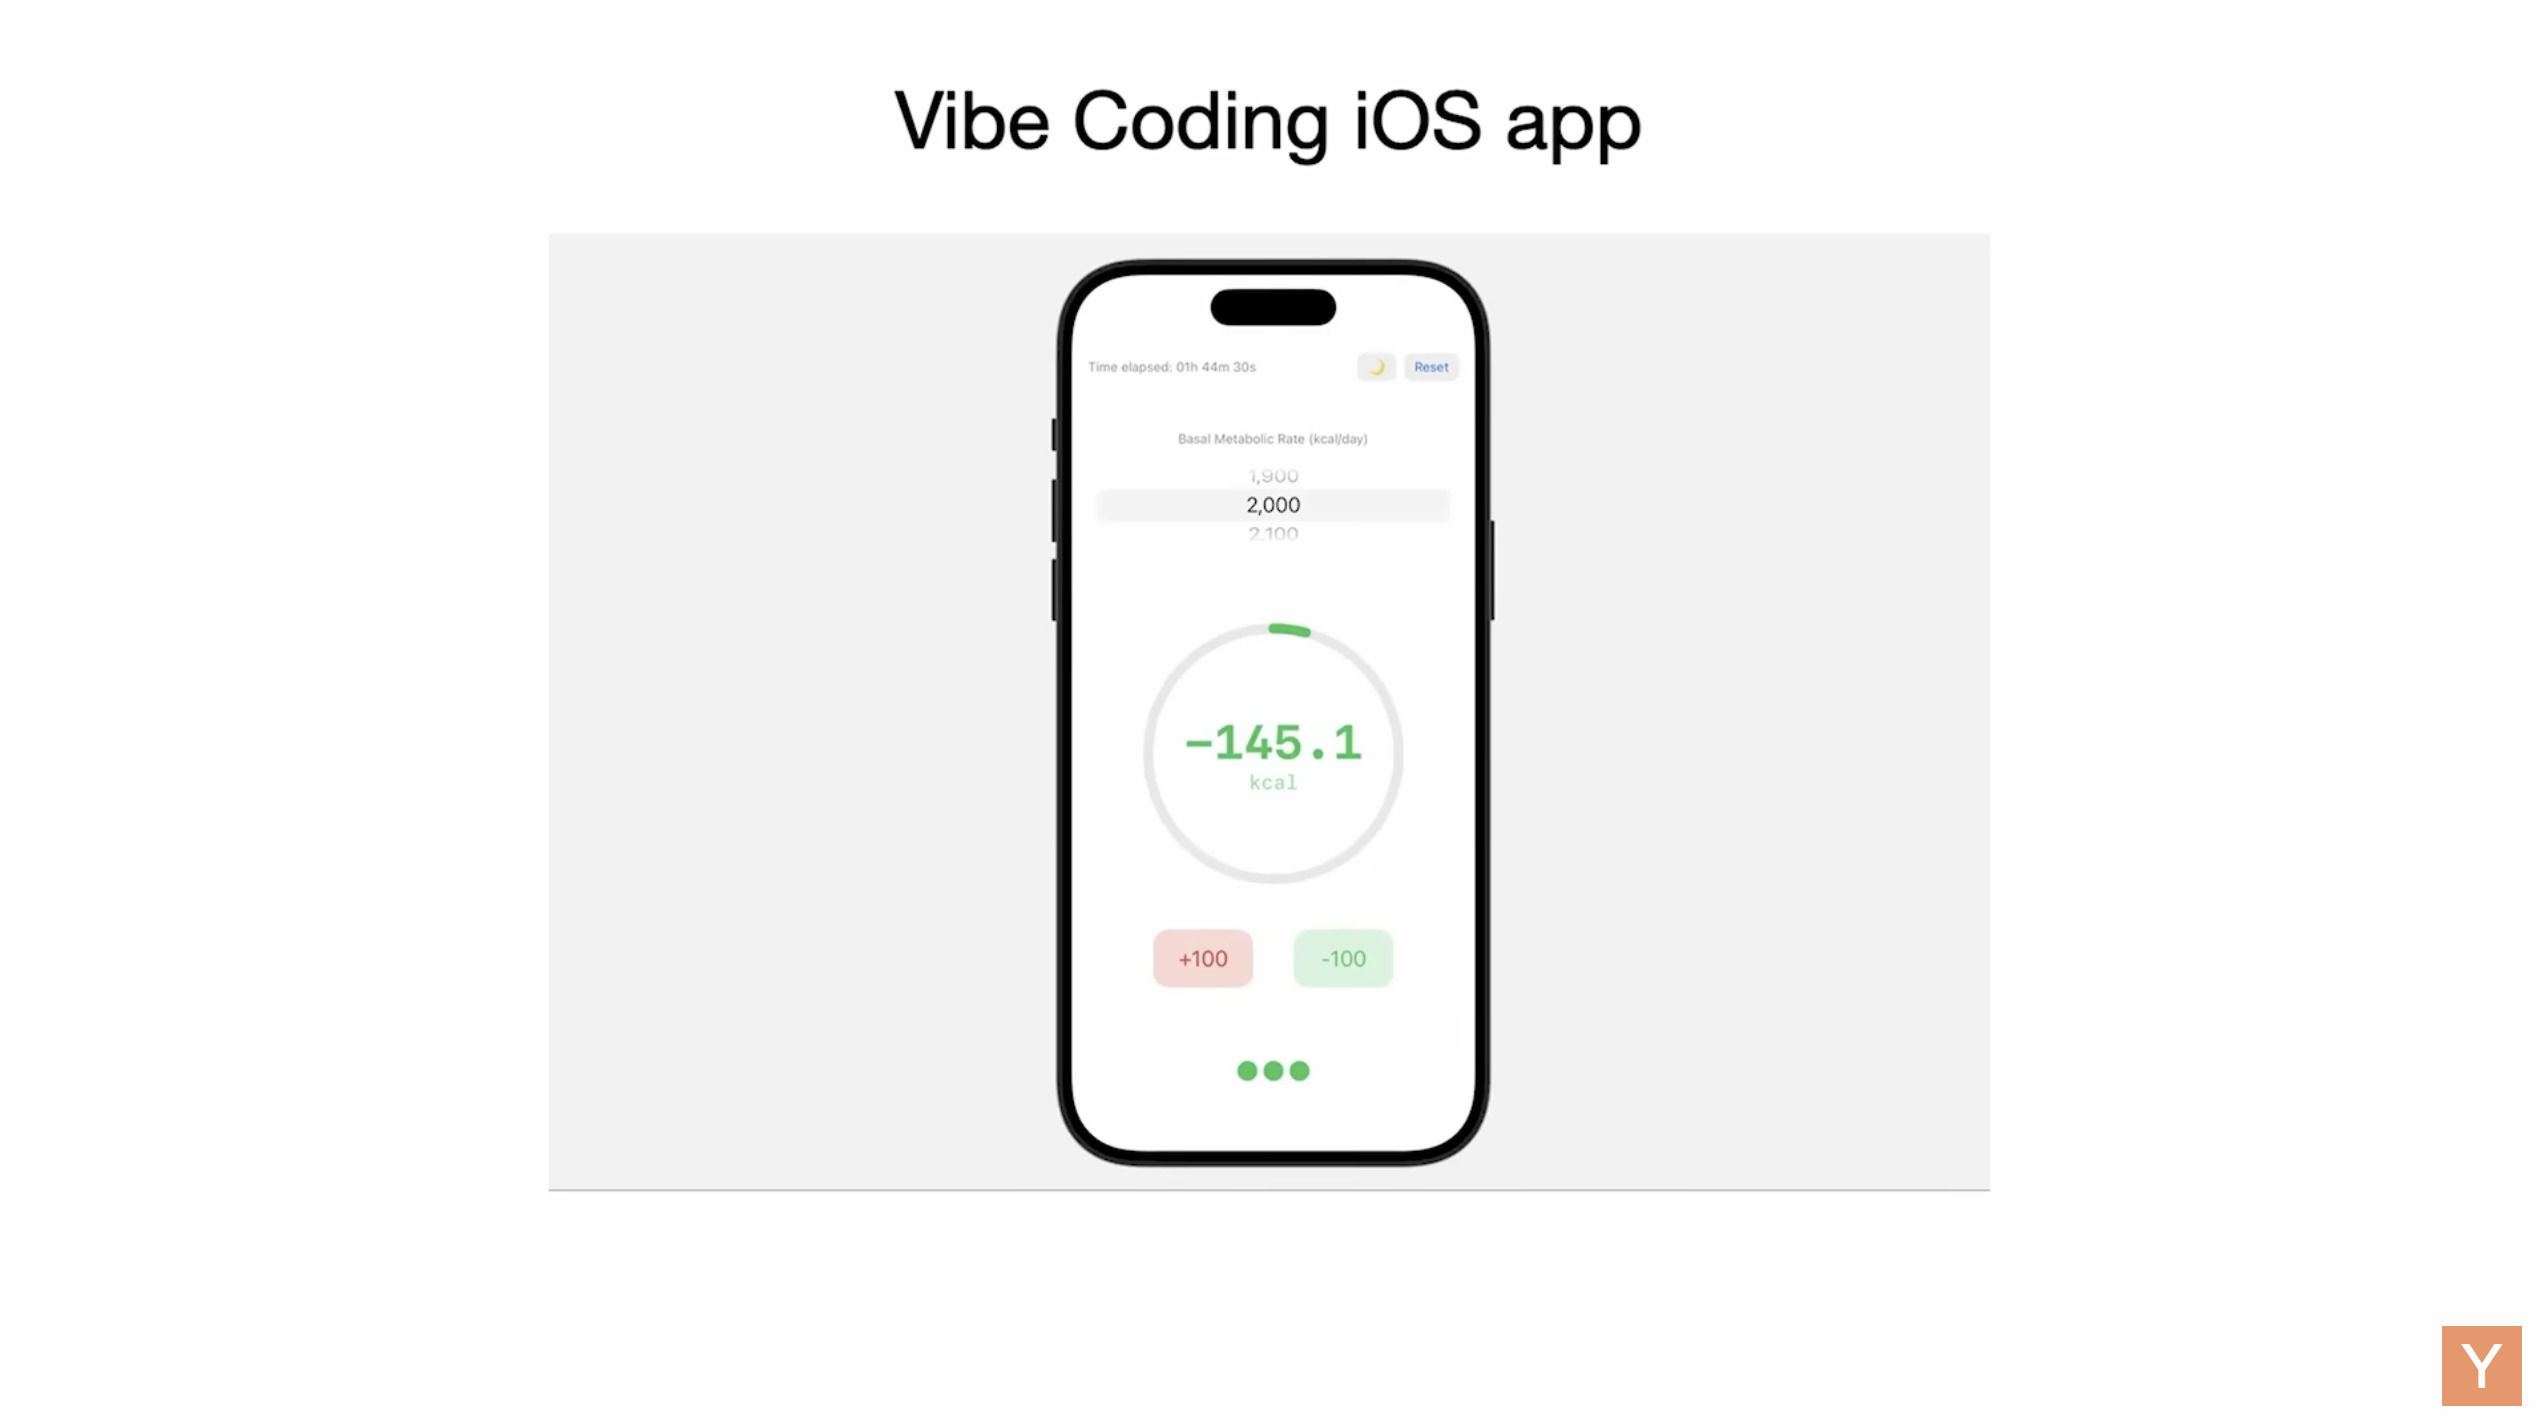 Vibe Coding iOS app
Time elapsed: 01h 44m 30s
Reset
Basal Metabolic Rate (kcal/day)
1,900
2,000
2,100
−145.1
kcal
+100
-100
Y